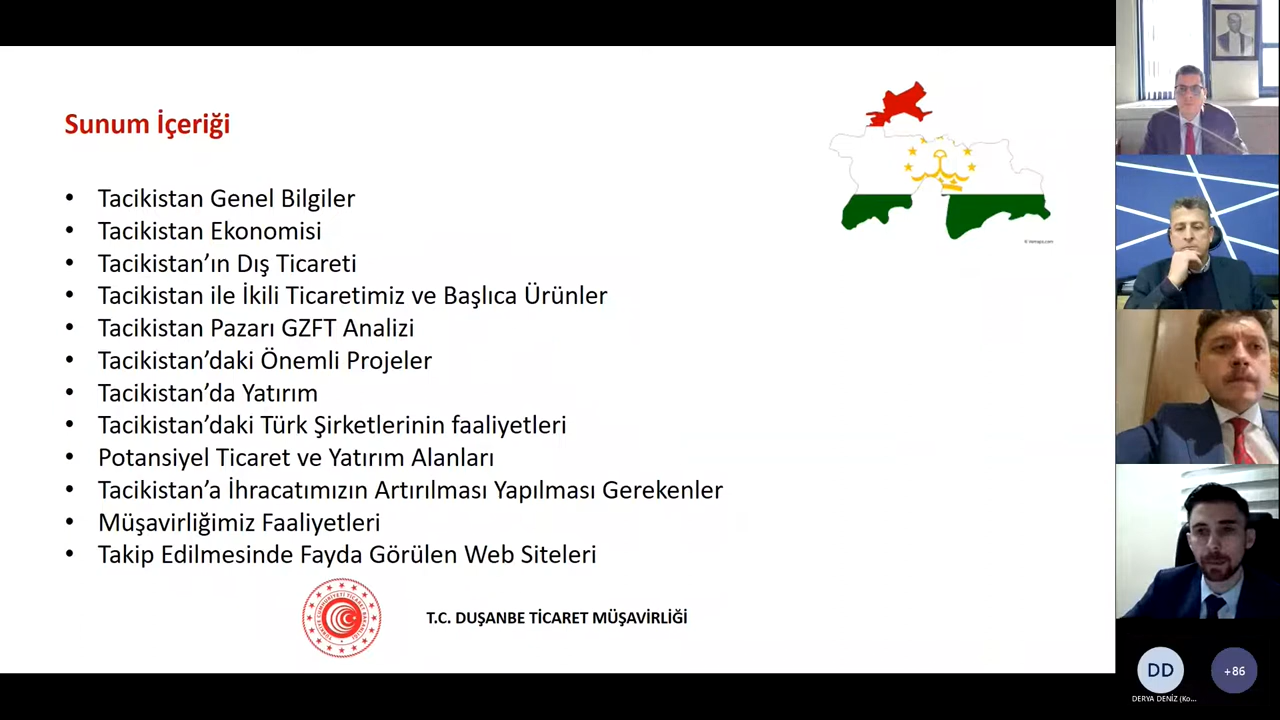 Sunum İçeriği
• Tacikistan Genel Bilgiler
• Tacikistan Ekonomisi
• Tacikistan’ın Dış Ticareti
• Tacikistan ile İkili Ticaretimiz ve Başlıca Ürünler
• Tacikistan Pazarı GZFT Analizi
• Tacikistan’daki Önemli Projeler
• Tacikistan’da Yatırım
• Tacikistan’daki Türk Şirketlerinin faaliyetleri
• Potansiyel Ticaret ve Yatırım Alanları
• Tacikistan’a İhracatımızın Artırılması Yapılması Gerekenler
• Müşavirliğimiz Faaliyetleri
• Takip Edilmesinde Fayda Görülen Web Siteleri
T.C. DUŞANBE TİCARET MÜŞAVİRLİĞİ
DD
+86
DERYA DENİZ (Ko...